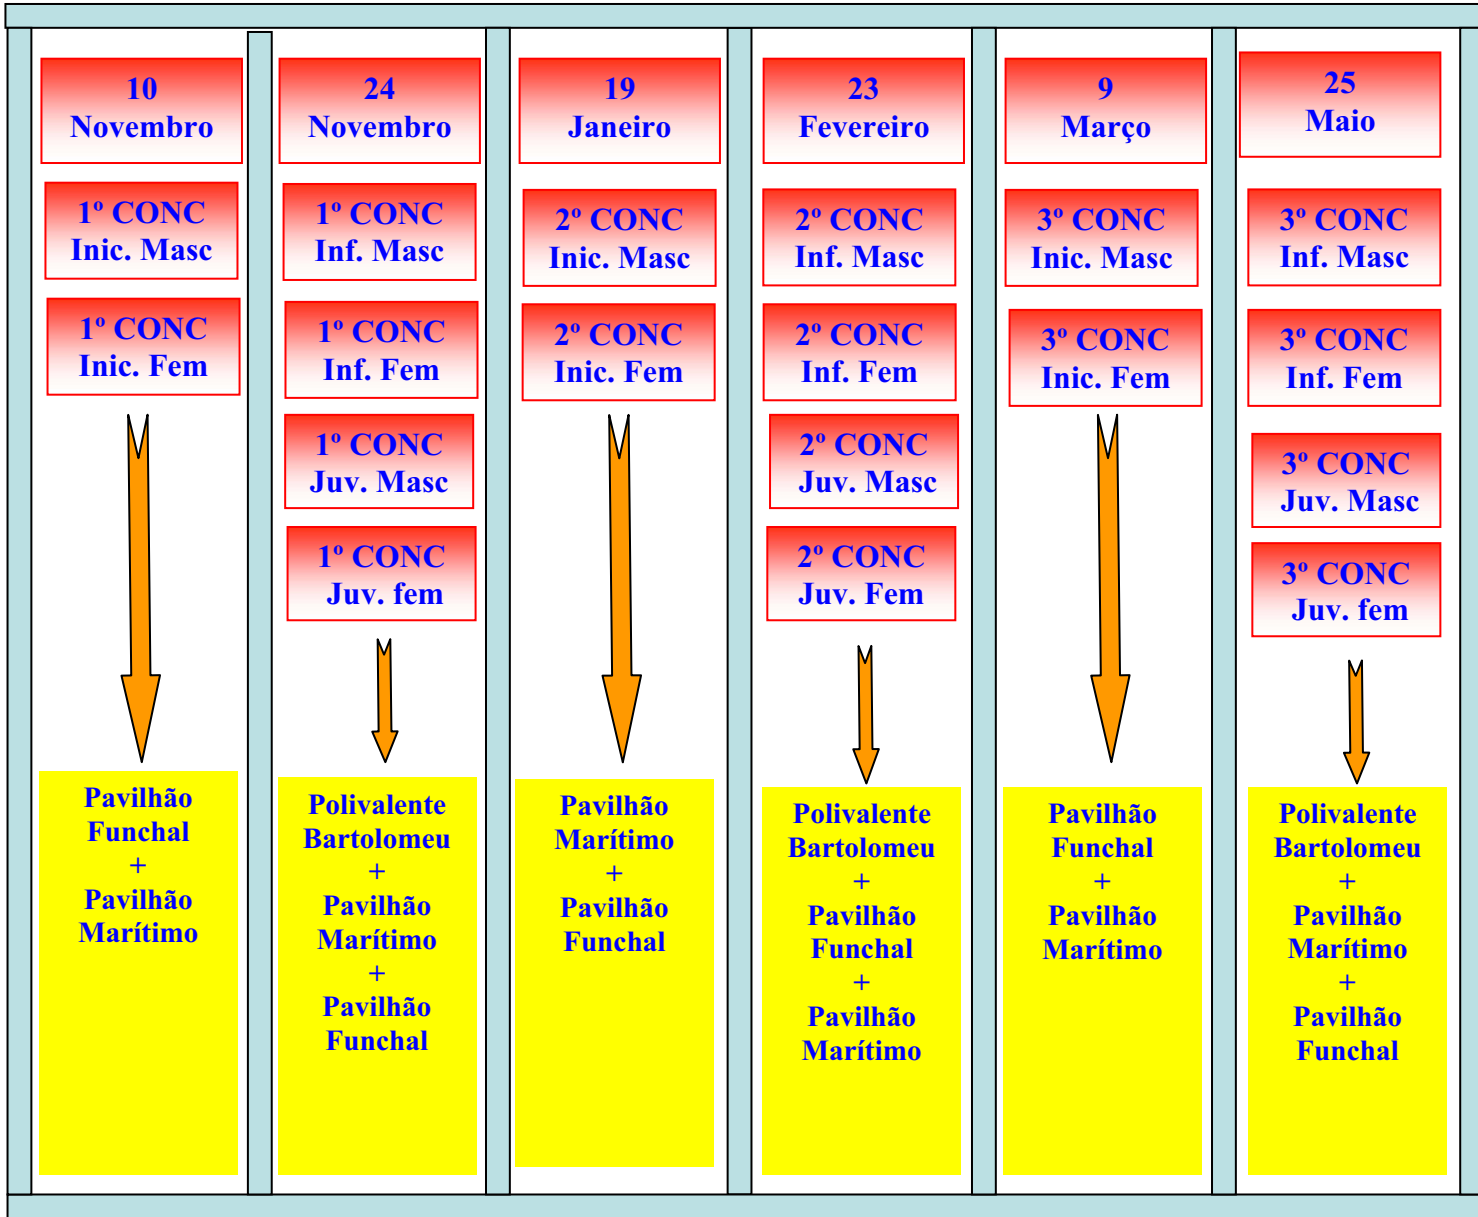 10
Novembro
1º CONC
Inic. Masc
1º CONC
Inic. Fem
Pavilhão
Funchal
+
Pavilhão
Marítimo
24
Novembro
1º CONC
Inf. Masc
1º CONC
Inf. Fem
1º CONC
Juv. Masc
1º CONC
Juv. fem
Polivalente
Bartolomeu
+
Pavilhão
Marítimo
+
Pavilhão
Funchal
19
Janeiro
2º CONC
Inic. Masc
2º CONC
Inic. Fem
Pavilhão
Marítimo
+
Pavilhão
Funchal
23
Fevereiro
2º CONC
Inf. Masc
2º CONC
Inf. Fem
2º CONC
Juv. Masc
2º CONC
Juv. Fem
Polivalente
Bartolomeu
+
Pavilhão
Funchal
+
Pavilhão
Marítimo
9
Março
3º CONC
Inic. Masc
3º CONC
Inic. Fem
Pavilhão
Funchal
+
Pavilhão
Marítimo
25
Maio
3º CONC
Inf. Masc
3º CONC
Inf. Fem
3º CONC
Juv. Masc
3º CONC
Juv. fem
Polivalente
Bartolomeu
+
Pavilhão
Marítimo
+
Pavilhão
Funchal